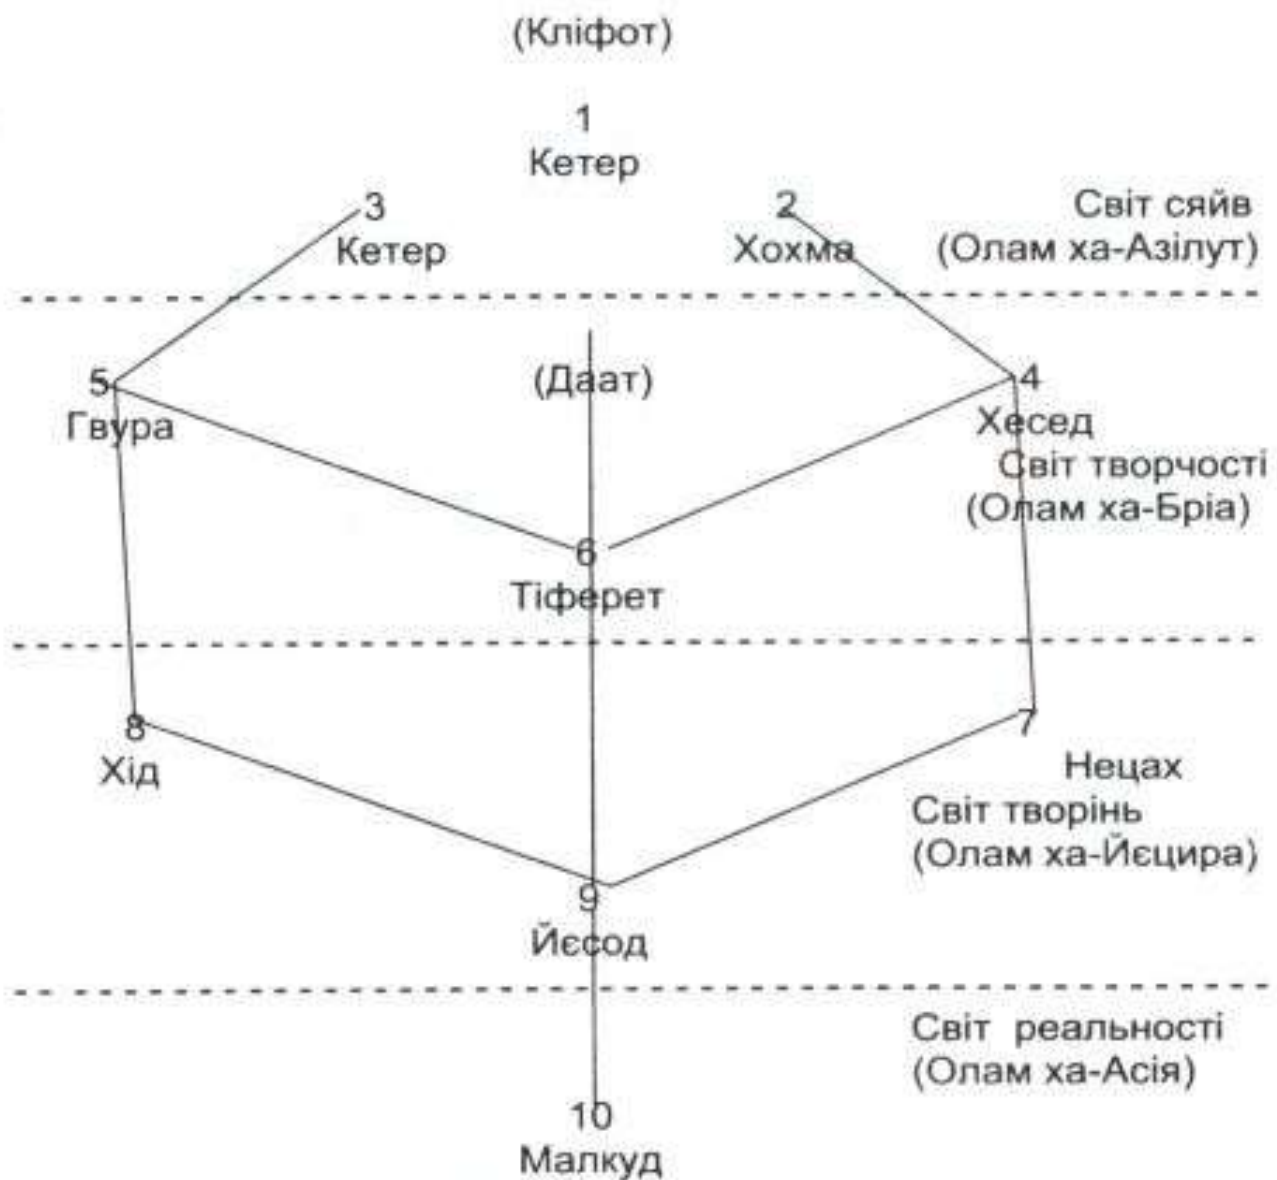 (Кліфот)
1
Кетер
3
2
Світ сяйв
Кетер
Хохма
(Олам ха-Азілут)
5
(Даат)
4
Гвура
Хесед
Світ творчості
(Олам ха-Бріа)
6
Тіферет
8
7
Хід
Нецах
Світ творінь
(Олам ха-Йєцира)
9
Йєсод
Світ реальності
(Олам ха-Асія)
10
Малкуд